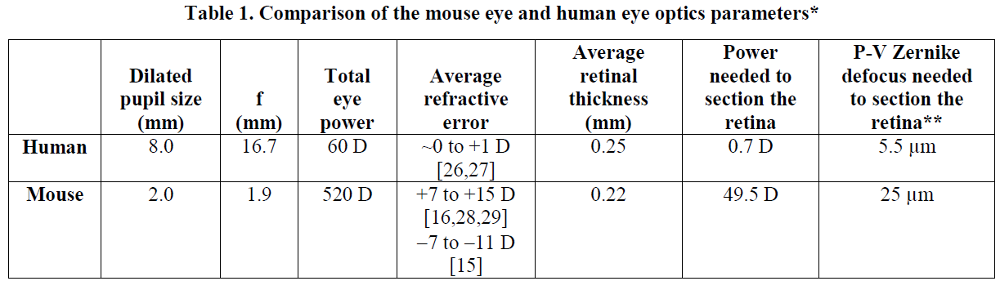 Table 1. Comparison of the mouse eye and human eye optics parameters*
Dilated pupil size (mm) f (mm) Total eye power Average refractive error Average retinal thickness (mm) Power needed to section the retina P-V Zernike defocus needed to section the retina**
Human 8.0 16.7 60 D ~0 to +1 D 0.25 0.7 D 5.5 µm
[26,27]
Mouse 2.0 1.9 520 D +7 to +15 D 0.22 49.5 D 25 µm
[16,28,29]
–7 to –11 D
[15]